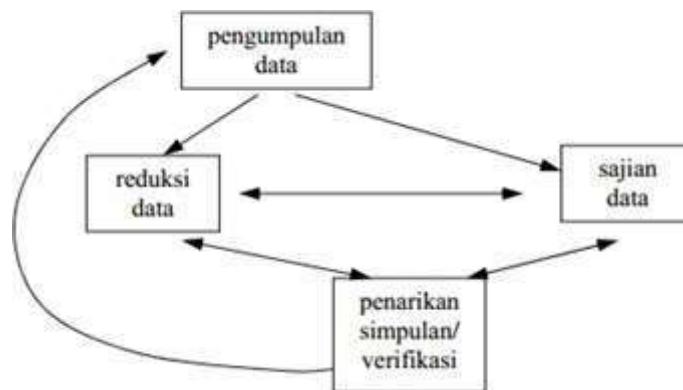 pengumpulan
data
reduksi
data
sajian
data
penarikan
simpulan/
verifikasi